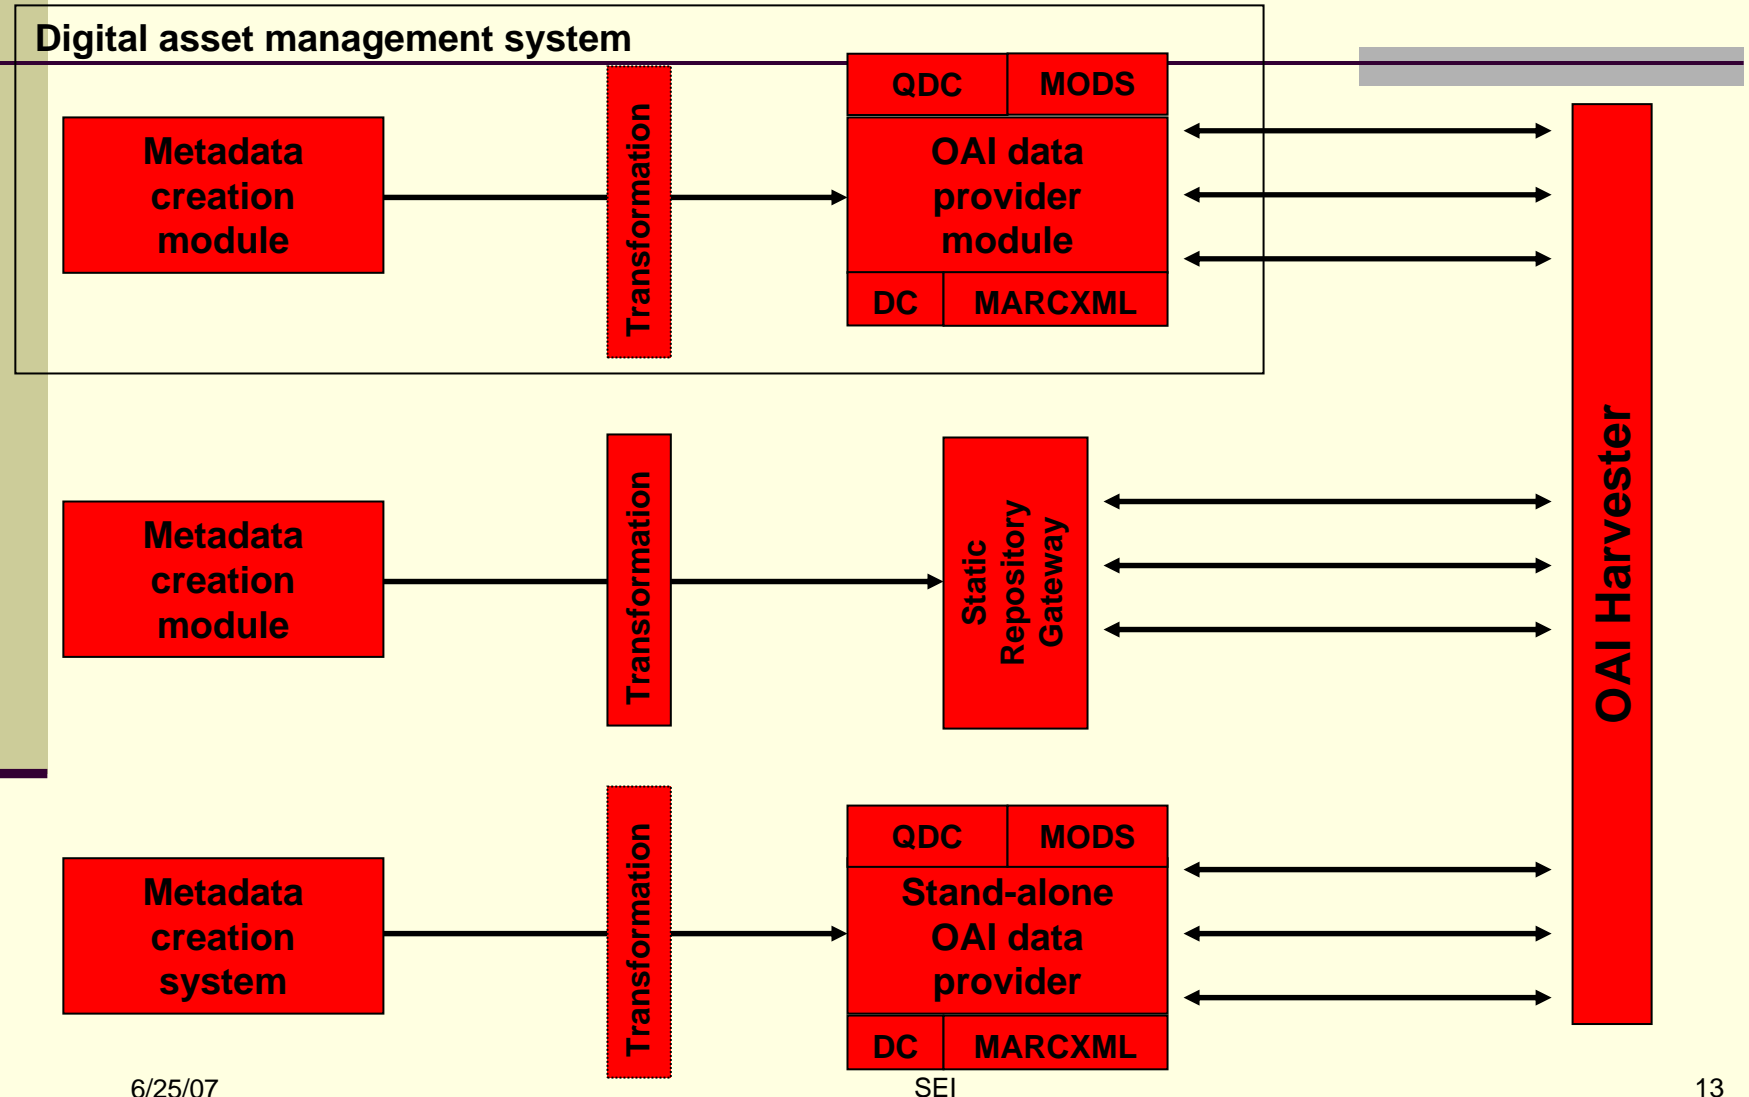 Digital asset management system
QDC
MODS
Metadata
creation
module
Transformation
OAI data
provider
module
DC
MARCXML
Metadata
creation
module
Transformation
Static
Repository
Gateway
OAI Harvester
Metadata
creation
system
Transformation
QDC
MODS
Stand-alone
OAI data
provider
DC
MARCXML
6/25/07
SEI
13